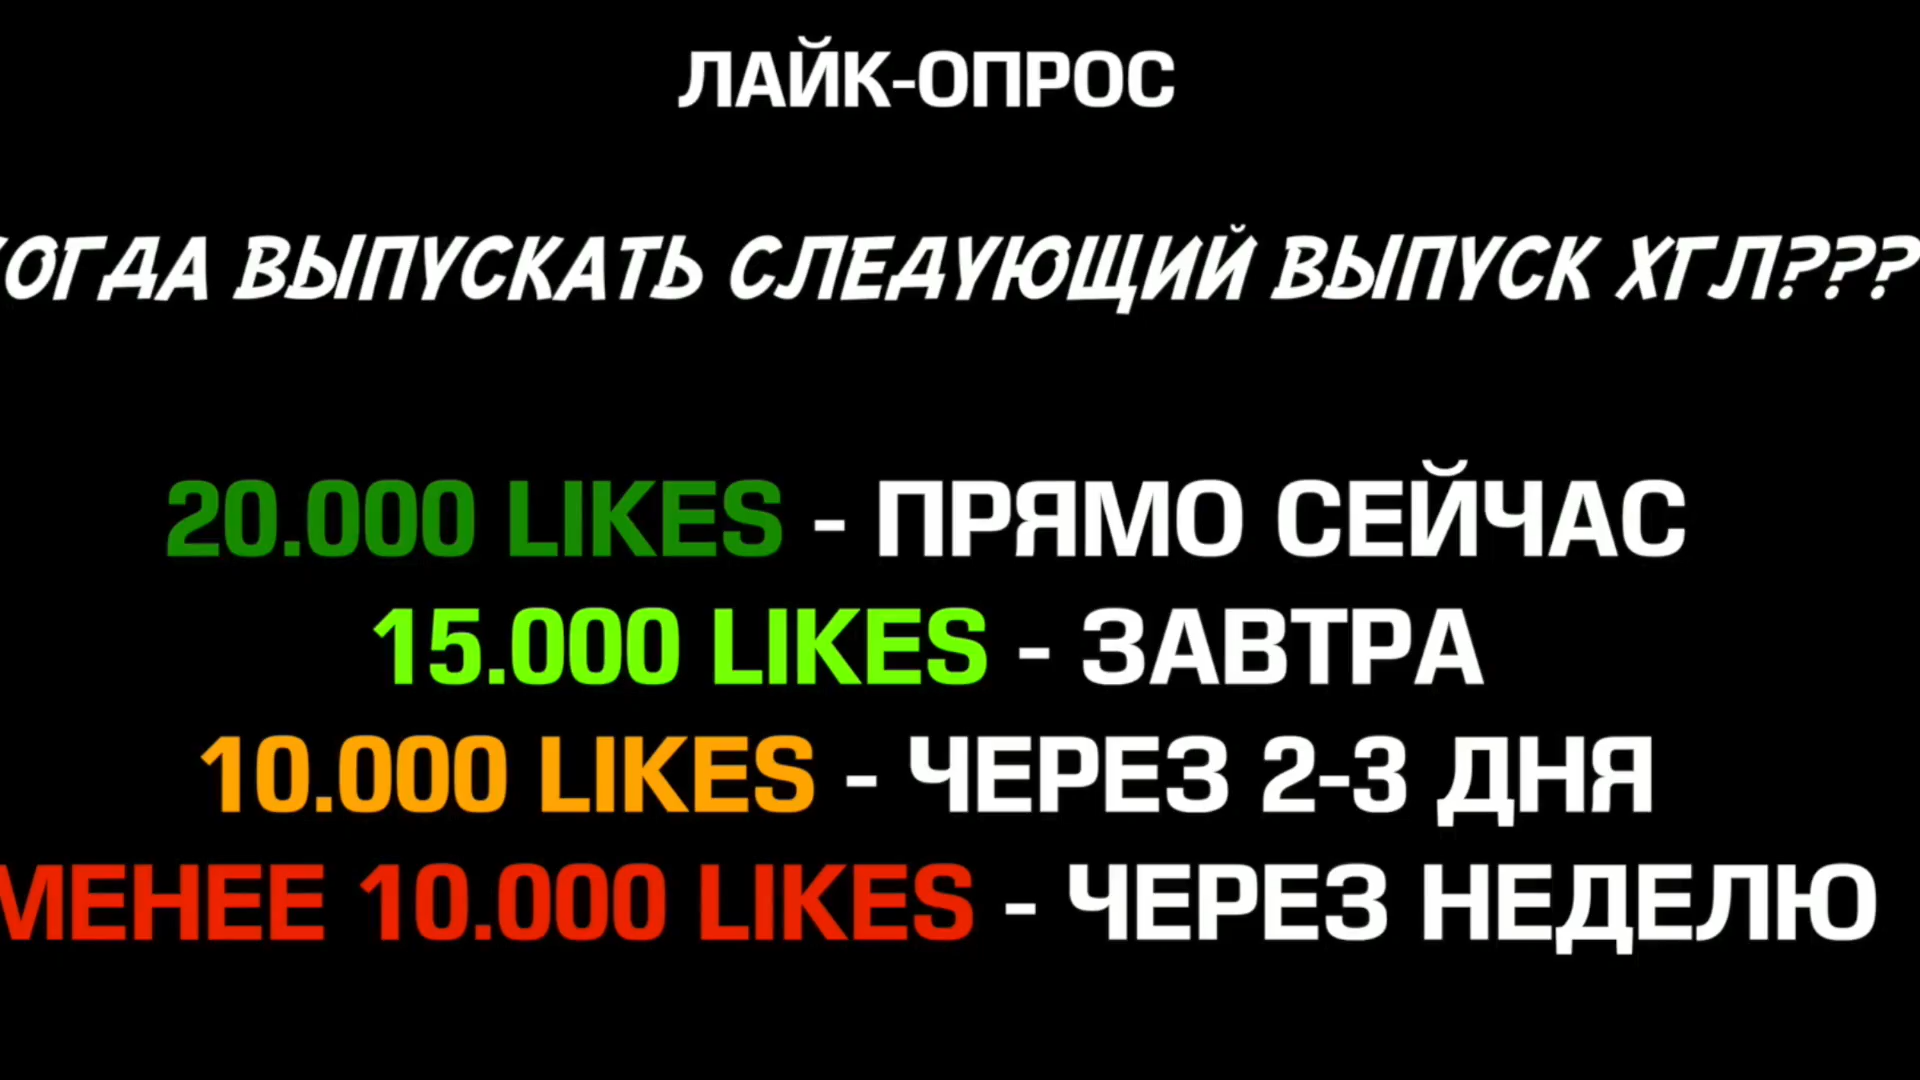 ЛАЙК-ОПРОС
КОГДА ВЫПУСКАТЬ СЛЕДУЮЩИЙ ВЫПУСК ХГЛ???
20.000 LIKES - ПРЯМО СЕЙЧАС
15.000 LIKES - ЗАВТРА
10.000 LIKES - ЧЕРЕЗ 2-3 ДНЯ
МЕНЕЕ 10.000 LIKES - ЧЕРЕЗ НЕДЕЛЮ